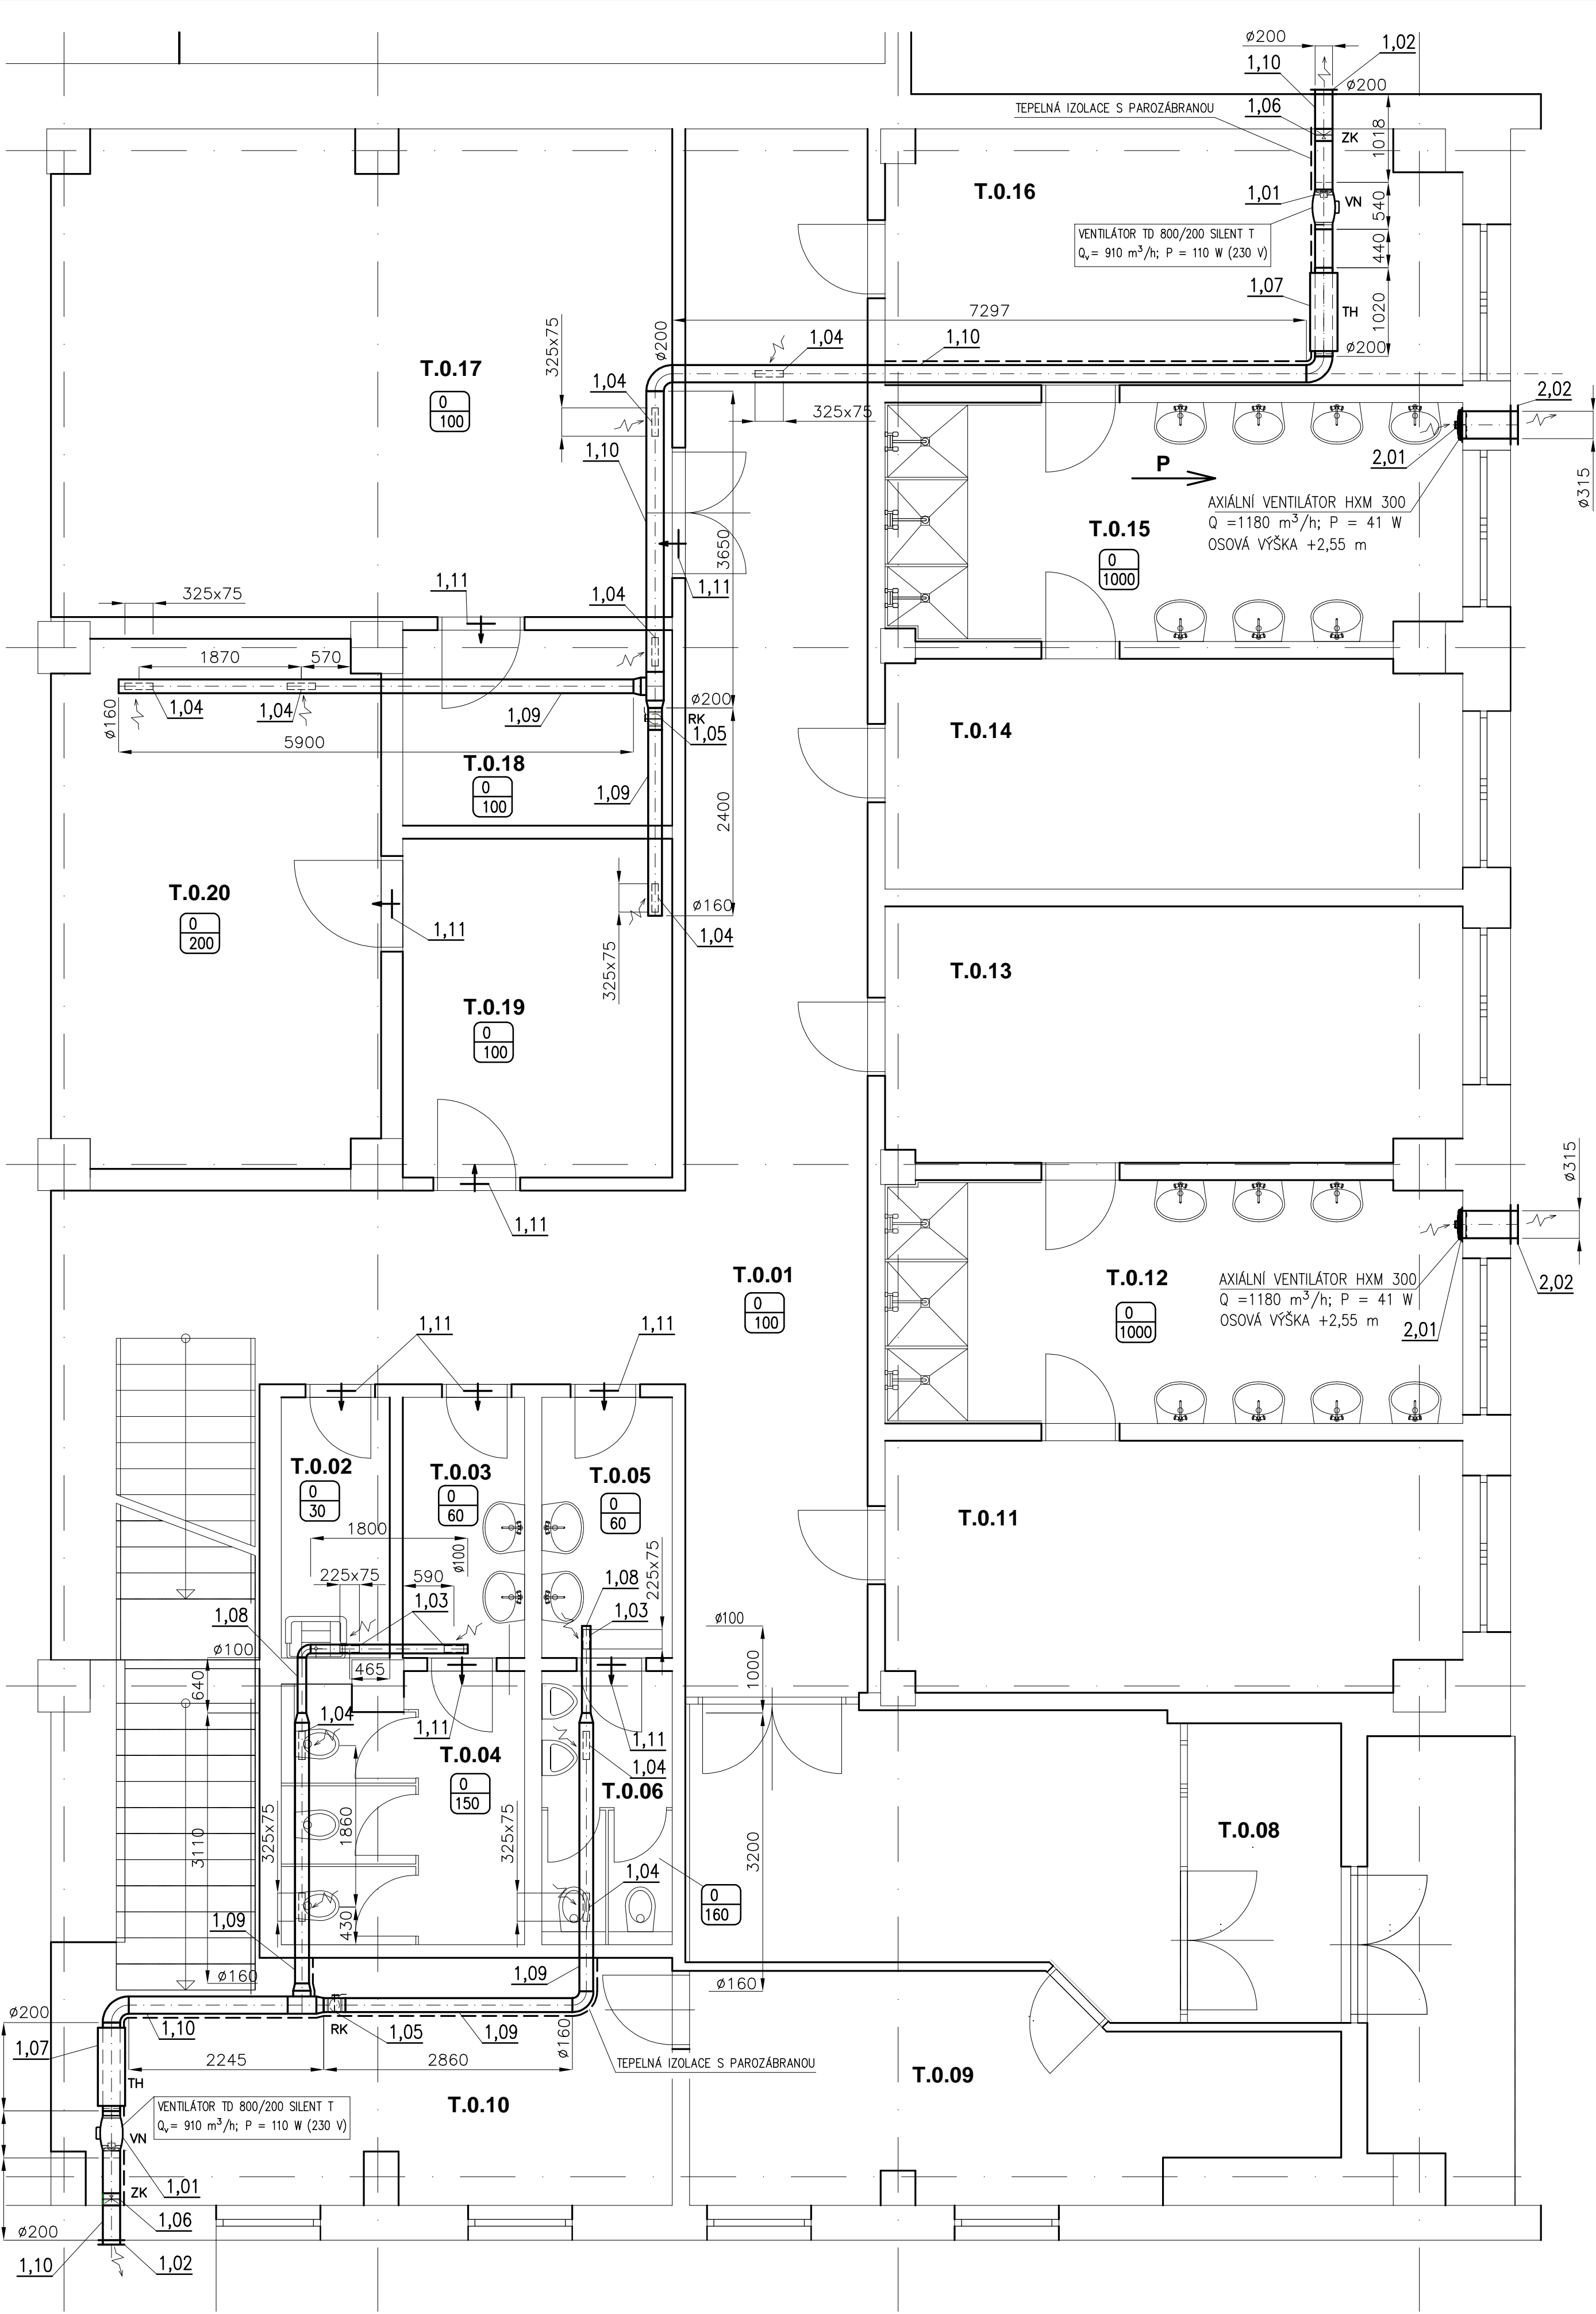 ø200
1,02
1,10
ø200
TEPELNÁ IZOLACE S PAROZÁBRANOU
1,06
ZK
1018
T.0.16
1,01
VN
540
VENTILÁTOR TD 800/200 SILENT T
Qv= 910 m³/h; P = 110 W (230 V)
440
1,07
TH
1020
7297
ø200
325x75
ø200
1,04
1,10
T.0.17
0
100
1,04
325x75
2,02
1,10
P
2,01
ø315
AXIÁLNÍ VENTILÁTOR HXM 300
Q =1180 m³/h; P = 41 W
OSOVÁ VÝŠKA +2,55 m
T.0.15
0
1000
3650
1,11
1,04
1,11
325x75
1870
570
1,04
1,04
1,09
ø200
RK
1,05
ø160
5900
T.0.14
T.0.18
0
100
1,09
2400
T.0.20
0
200
ø160
1,11
1,04
325x75
T.0.13
T.0.19
0
100
1,11
ø315
T.0.01
0
100
T.0.12
0
1000
AXIÁLNÍ VENTILÁTOR HXM 300
Q =1180 m³/h; P = 41 W
OSOVÁ VÝŠKA +2,55 m
2,02
2,01
1,11
1,11
T.0.02
0
30
T.0.03
0
60
T.0.05
0
60
T.0.11
1800
ø100
225x75
590
225x75
1,08
1,03
1,03
1,08
ø100
ø100
465
640
1000
1,04
1,11
1,11
T.0.04
0
150
1,04
T.0.06
325x75
1860
325x75
3110
3200
T.0.08
1,04
0
160
1,09
430
ø160
1,09
ø160
ø200
1,10
RK
1,05
1,09
ø160
1,07
2245
2860
TEPELNÁ IZOLACE S PAROZÁBRANOU
TH
T.0.09
VENTILÁTOR TD 800/200 SILENT T
Qv= 910 m³/h; P = 110 W (230 V)
T.0.10
VN
ZK
1,01
1,06
ø200
1,10
1,02